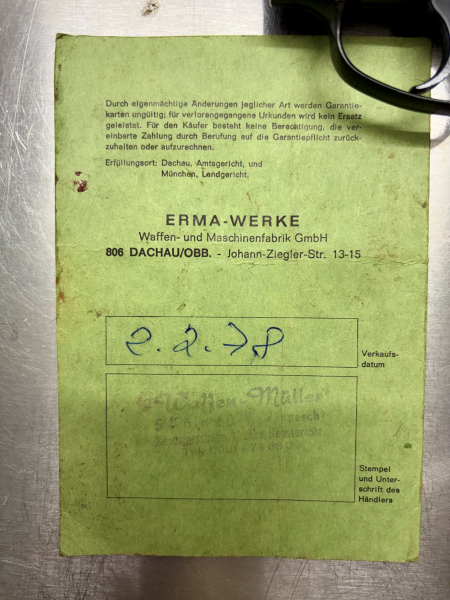 Durch eigenmächtige Änderungen jeglicher Art werden Garantie-
karten ungültig; für verlorengegangene Urkunden wird kein Ersatz
geleistet. Für den Käufer besteht keine Berechtigung, die ver-
einbarte Zahlung durch Berufung auf die Garantiepflicht zurück-
zuhalten oder aufzurechnen.
Erfüllungsort: Dachau, Amtsgericht, und
München, Landgericht.
ERMA-WERKE
Waffen- und Maschinenfabrik GmbH
806 DACHAU/OBB. - Johann-Ziegler-Str. 13-15
2.2.78
Verkaufs-
datum
Waffen-Müller
Stempel
und Unter-
schrift des
Händlers